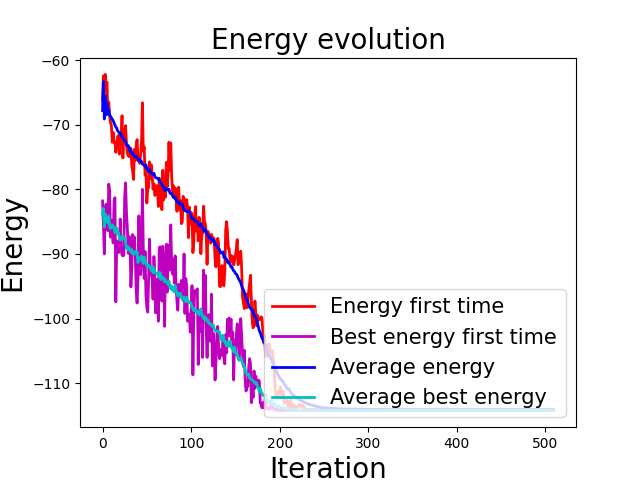 Energy evolution
Energy
−60
−70
−80
−90
−100
−110
Energy first time
Best energy first time
Average energy
Average best energy
0 100 200 300 400 500
Iteration